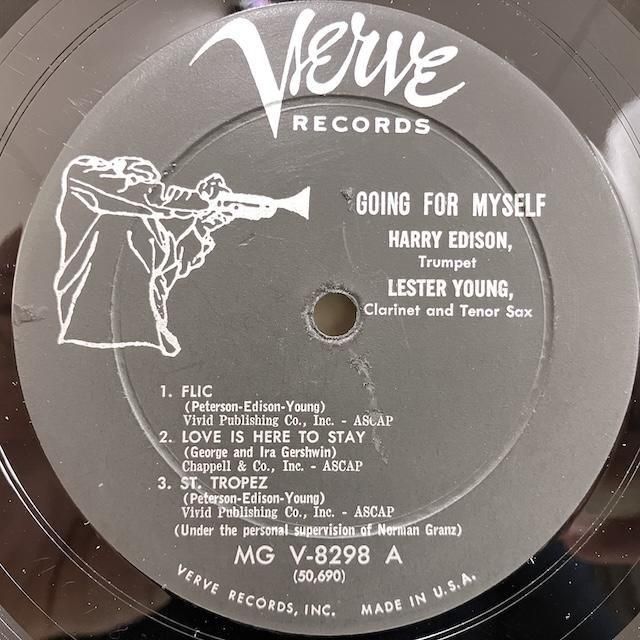 Verve
RECORDS
GOING FOR MYSELF
HARRY EDISON,
Trumpet
LESTER YOUNG,
Clarinet and Tenor Sax
1. FLIC
(Peterson-Edison-Young)
Vivid Publishing Co., Inc. - ASCAP
2. LOVE IS HERE TO STAY
(George and Ira Gershwin)
Chappell & Co., Inc. - ASCAP
3. ST. TROPEZ
(Peterson-Edison-Young)
Vivid Publishing Co., Inc. - ASCAP
(Under the personal supervision of Norman Granz)
MG V-8298 A
(50,690)
VERVE RECORDS, INC. MADE IN U.S.A.